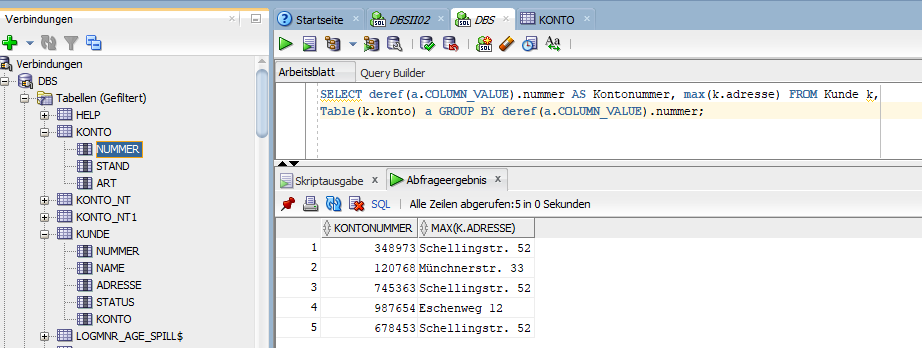 Verbindungen
Verbindungen
DBS
Tabellen (Gefiltert)
HELP
KONTO
NUMMER
STAND
ART
KONTO_NT
KONTO_NT1
KUNDE
NUMMER
NAME
ADRESSE
STATUS
KONTO
LOGMNR_AGE_SPILL$
Startseite DBSII02 DBS KONTO
Arbeitsblatt Query Builder
SELECT deref(a.COLUMN_VALUE).nummer AS Kontonummer, max(k.adresse) FROM Kunde k,
Table(k.konto) a GROUP BY deref(a.COLUMN_VALUE).nummer;
Skriptausgabe x Abfrageergebnis x
SQL | Alle Zeilen abgerufen:5 in 0 Sekunden
KONTONUMMER MAX(K.ADRESSE)
1 348973 Schellingstr. 52
2 120768 Münchnerstr. 33
3 745363 Schellingstr. 52
4 987654 Eschenweg 12
5 678453 Schellingstr. 52